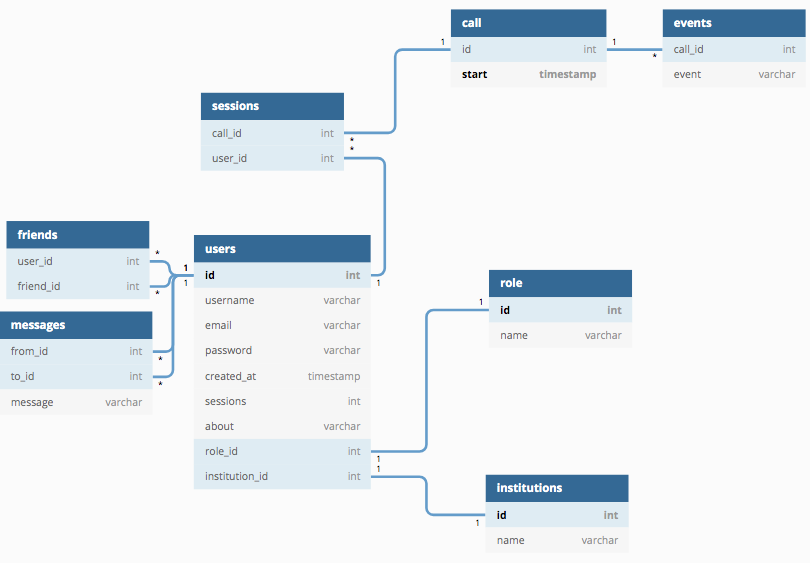 call
id int
start timestamp
1
1
*
events
call_id int
event varchar
sessions
call_id int
user_id int
*
*
friends
user_id int
friend_id int
*
*
messages
from_id int
to_id int
message varchar
*
*
1
1
users
id int
username varchar
email varchar
password varchar
created_at timestamp
sessions int
about varchar
role_id int
institution_id int
1
1
1
role
id int
name varchar
1
institutions
id int
name varchar
1